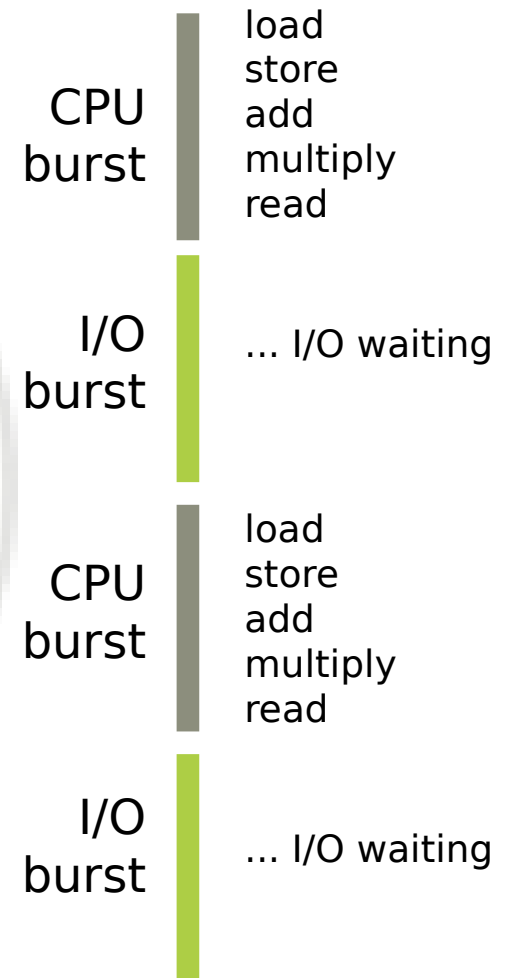 CPU
burst
load
store
add
multiply
read
I/O
burst
... I/O waiting
CPU
burst
load
store
add
multiply
read
I/O
burst
... I/O waiting